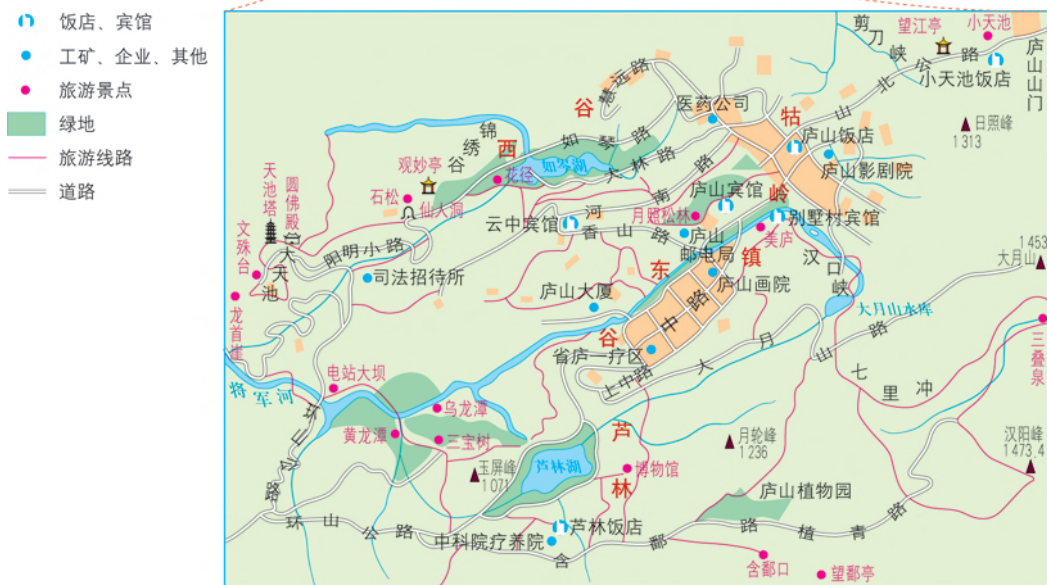 饭店、宾馆
工矿、企业、其他
旅游景点
绿地
旅游线路
道路
剪刀峡
望江亭
小天池
小天池饭店
庐山山门
山北公路
慧远路
谷
医药公司
牯
庐山饭店
日照峰
1313
庐山影剧院
锦绣谷
西
如琴路
如琴湖
大林路
花径
观妙亭
石松
仙人洞
庐山宾馆
岭
月照松林
别墅村宾馆
美庐
河南路
云中宾馆
香山路
庐山
邮电局
镇
庐山画院
汉口峡
1453
大月山
天池塔
圆佛殿
大天池
文殊台
阳明小路
司法招待所
东
庐山大厦
中路
谷
大月山水库
龙首崖
省庐一疗区
上中路
大月山路
三叠泉
七里冲
将军河
电站大坝
乌龙潭
黄龙潭
三宝树
环山公路
玉屏峰
1071
芦林湖
芦
林
博物馆
月轮峰
1236
汉阳峰
1473.4
庐山植物园
环山公路
芦林饭店
中科院疗养院
含鄱路
植青路
含鄱口
望鄱亭